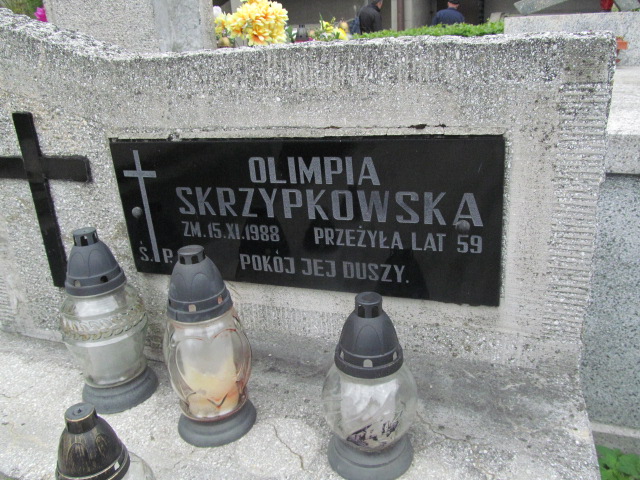 OLIMPIA
SKRZYPKOWSKA
ZM. 15.XI.1988 PRZEŻYŁA LAT 59
Ś. P. POKÓJ JEJ DUSZY.